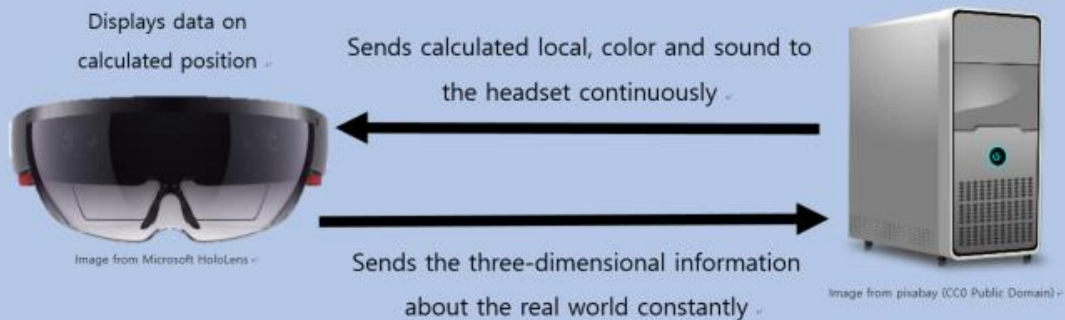 Displays data on
calculated position
Sends calculated local, color and sound to
the headset continuously
Image from Microsoft HoloLens
Sends the three-dimensional information
about the real world constantly
Image from pixabay (CC0 Public Domain)